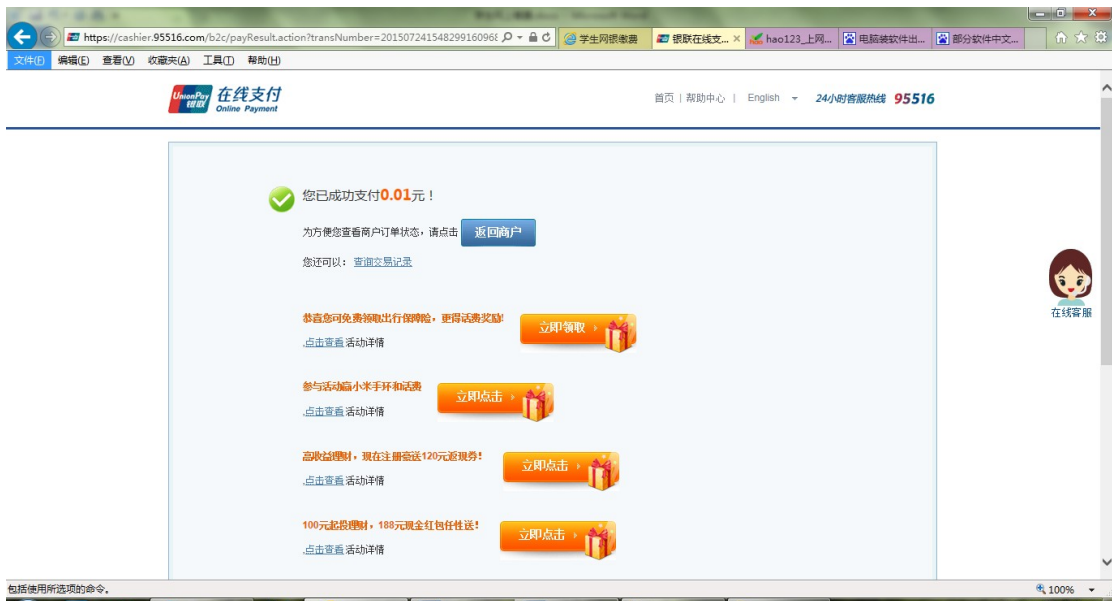 https://cashier.95516.com/b2c/payResult.action?transNumber=20150724154829916096
学生网银缴费
银联在线支...
hao123_上网...
电脑装软件出...
部分软件中文...
文件(F) 编辑(E) 查看(V) 收藏夹(A) 工具(T) 帮助(H)
UnionPay 银联 在线支付 Online Payment
首页 | 帮助中心 | English 24小时客服热线 95516
您已成功支付0.01元！
为方便您查看商户订单状态，请点击 返回商户
您还可以： 查询交易记录
恭喜您可免费领取出行保障险，更得话费奖励! 立即领取
.点击查看 活动详情
参与活动赢小米手环和话费 立即点击
.点击查看 活动详情
高收益理财，现在注册豪送120元返现券! 立即点击
.点击查看 活动详情
100元起投理财，188元现金红包任性送! 立即点击
.点击查看 活动详情
在线客服
包括使用所选项的命令。
100%